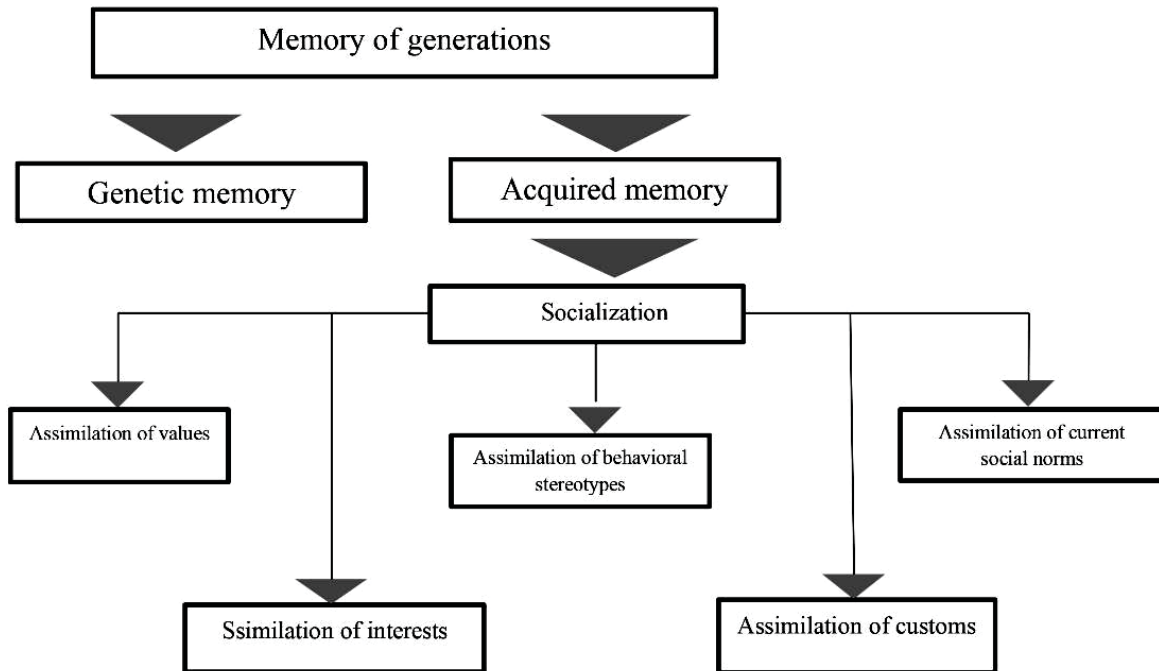 Memory of generations
Genetic memory
Acquired memory
Socialization
Assimilation of values
Assimilation of behavioral
stereotypes
Assimilation of current
social norms
Ssimilation of interests
Assimilation of customs